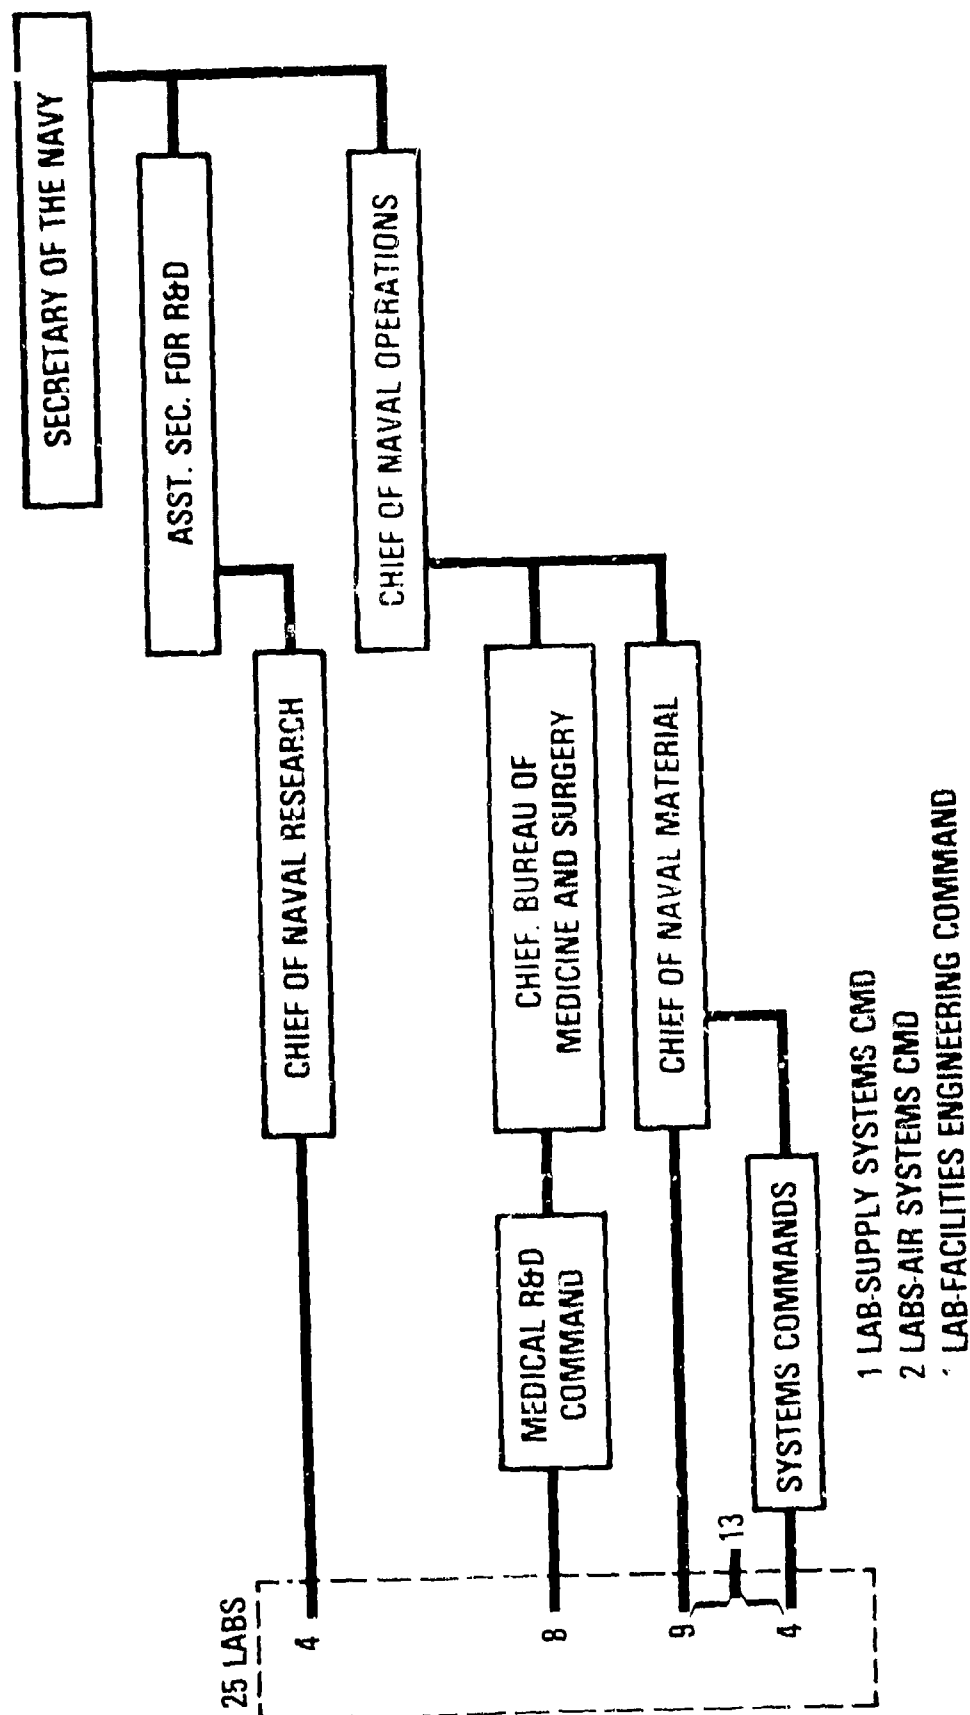 SECRETARY OF THE NAVY
ASST. SEC. FOR R&D
CHIEF OF NAVAL OPERATIONS
CHIEF OF NAVAL RESEARCH
CHIEF. BUREAU OF
MEDICINE AND SURGERY
CHIEF OF NAVAL MATERIAL
MEDICAL R&D
COMMAND
SYSTEMS COMMANDS
25 LABS
4
8
9
13
4
1 LAB-SUPPLY SYSTEMS CMD
2 LABS-AIR SYSTEMS CMD
LAB-FACILITIES ENGINEERING COMMAND